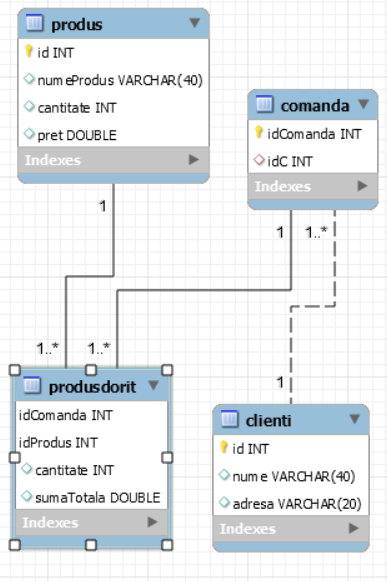 produs
id INT
numeProdus VARCHAR(40)
cantitate INT
pret DOUBLE
Indexes
comanda
idComanda INT
idC INT
Indexes
1
1
1..*
1..*
1..*
1
produsdorit
idComanda INT
idProdus INT
cantitate INT
sumaTotala DOUBLE
Indexes
clienti
id INT
nume VARCHAR(40)
adresa VARCHAR(20)
Indexes